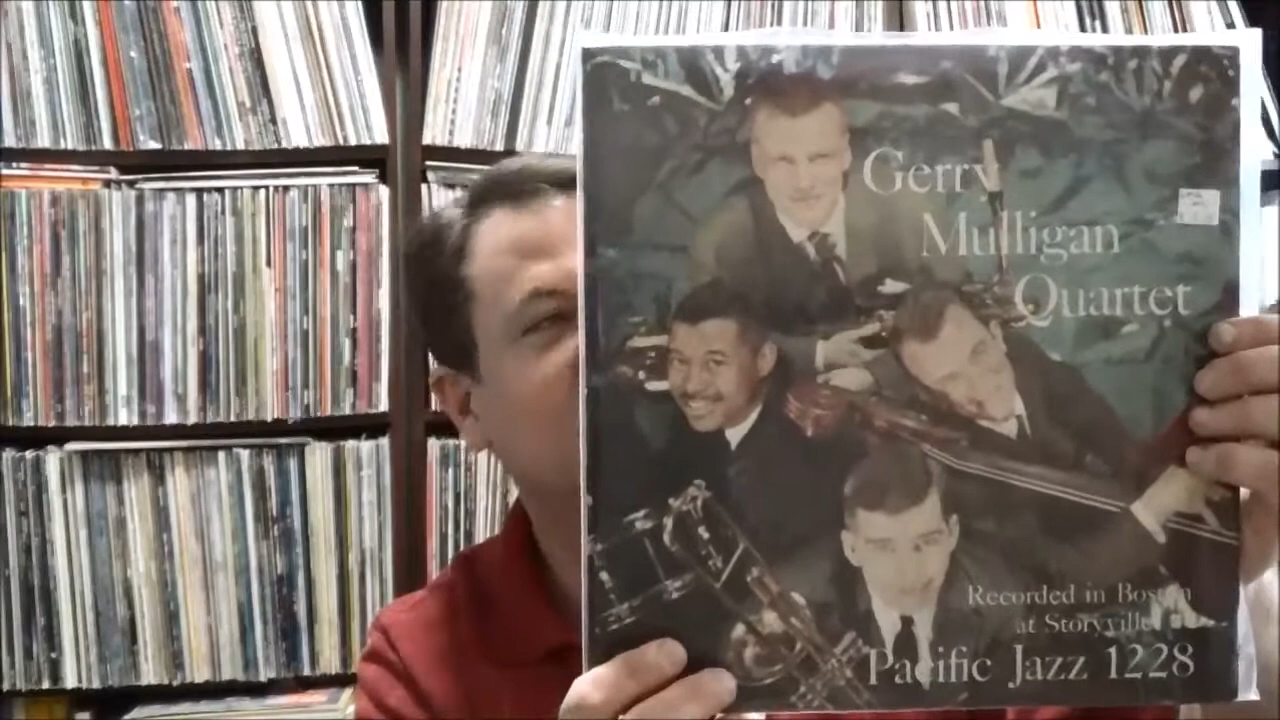 Gerry
Mulligan
Quartet
Recorded in Boston
at Storyville
Pacific Jazz 1228